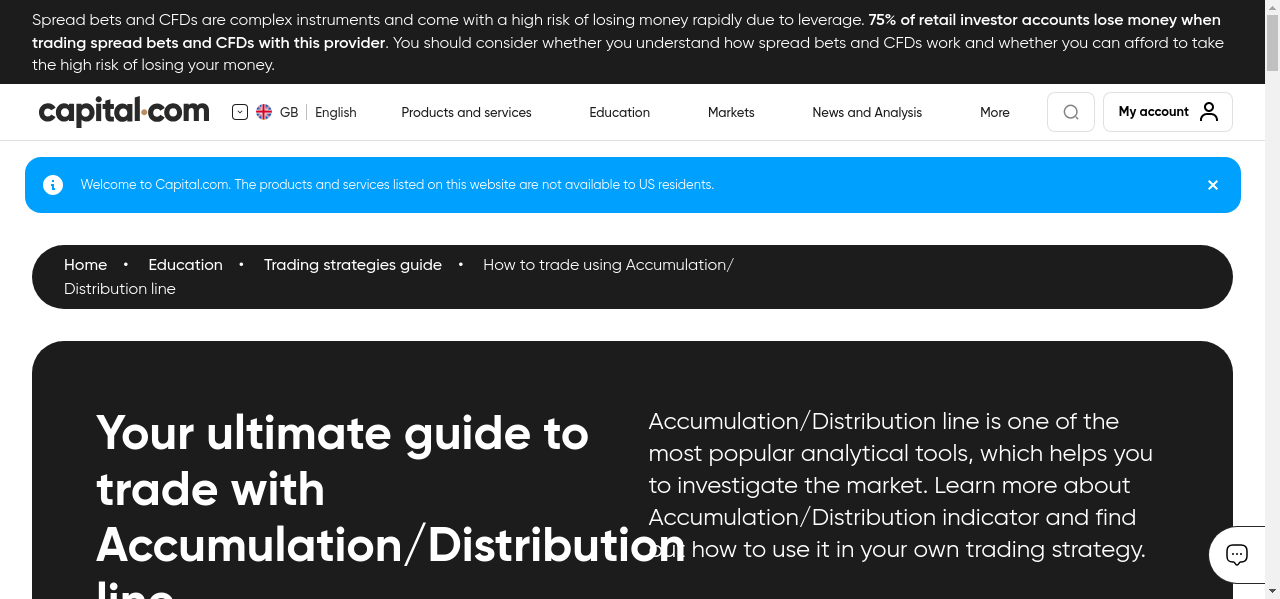 Spread bets and CFDs are complex instruments and come with a high risk of losing money rapidly due to leverage. 75% of retail investor accounts lose money when
trading spread bets and CFDs with this provider. You should consider whether you understand how spread bets and CFDs work and whether you can afford to take
the high risk of losing your money.
capital.com GB English Products and services Education Markets News and Analysis More My account
Welcome to Capital.com. The products and services listed on this website are not available to US residents.
Home • Education • Trading strategies guide • How to trade using Accumulation/
Distribution line
Your ultimate guide to
trade with
Accumulation/Distribution
line
Accumulation/Distribution line is one of the
most popular analytical tools, which helps you
to investigate the market. Learn more about
Accumulation/Distribution indicator and find
out how to use it in your own trading strategy.